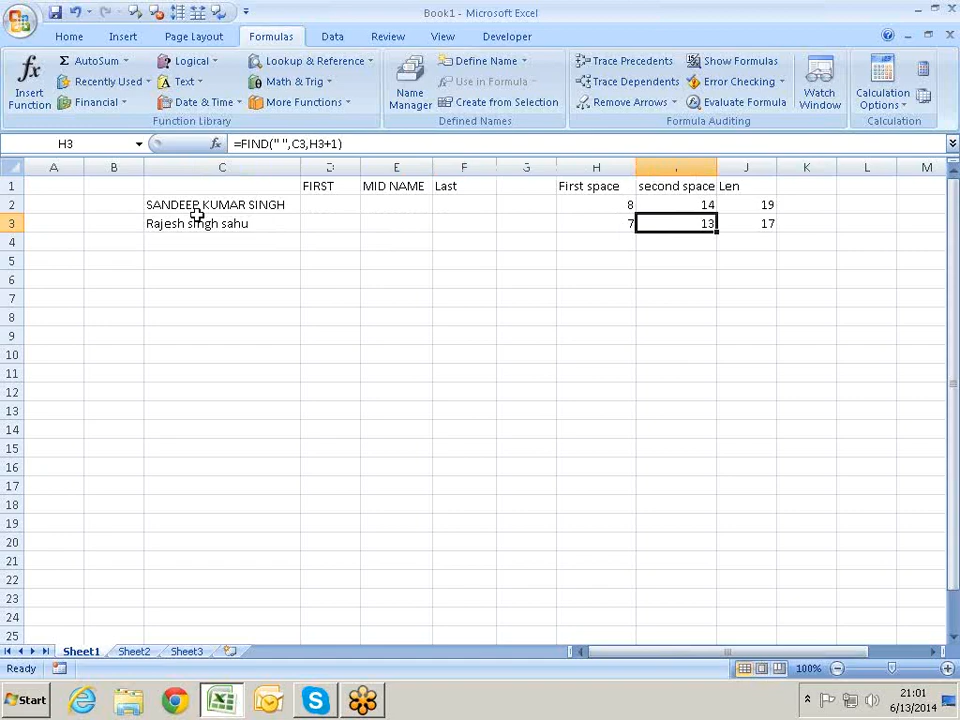 Book1 - Microsoft Excel
Home Insert Page Layout Formulas Data Review View Developer
Insert Function
Σ AutoSum
Recently Used
Financial
Logical
Text
Date & Time
Lookup & Reference
Math & Trig
More Functions
Function Library
Name Manager
Define Name
Use in Formula
Create from Selection
Defined Names
Trace Precedents
Trace Dependents
Remove Arrows
Show Formulas
Error Checking
Evaluate Formula
Formula Auditing
Watch Window
Calculation Options
Calculation
H3 fx =FIND(" ",C3,H3+1)
A B C D E F G H I J K L M
1 FIRST MID NAME Last First space second space Len
2 SANDEEP KUMAR SINGH 8 14 19
3 Rajesh singh sahu 7 13 17
4
5
6
7
8
9
10
11
12
13
14
15
16
17
18
19
20
21
22
23
24
25
Sheet1 Sheet2 Sheet3
Ready 100%
Start 21:01
6/13/2014